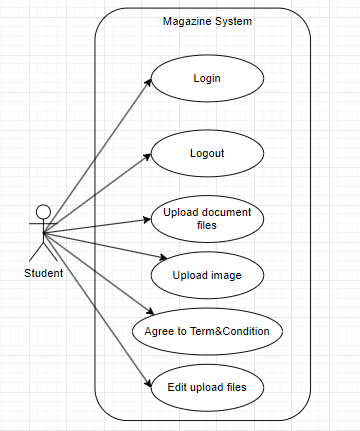 Magazine System
Login
Logout
Upload document
files
Upload image
Student
Agree to Term&Condition
Edit upload files